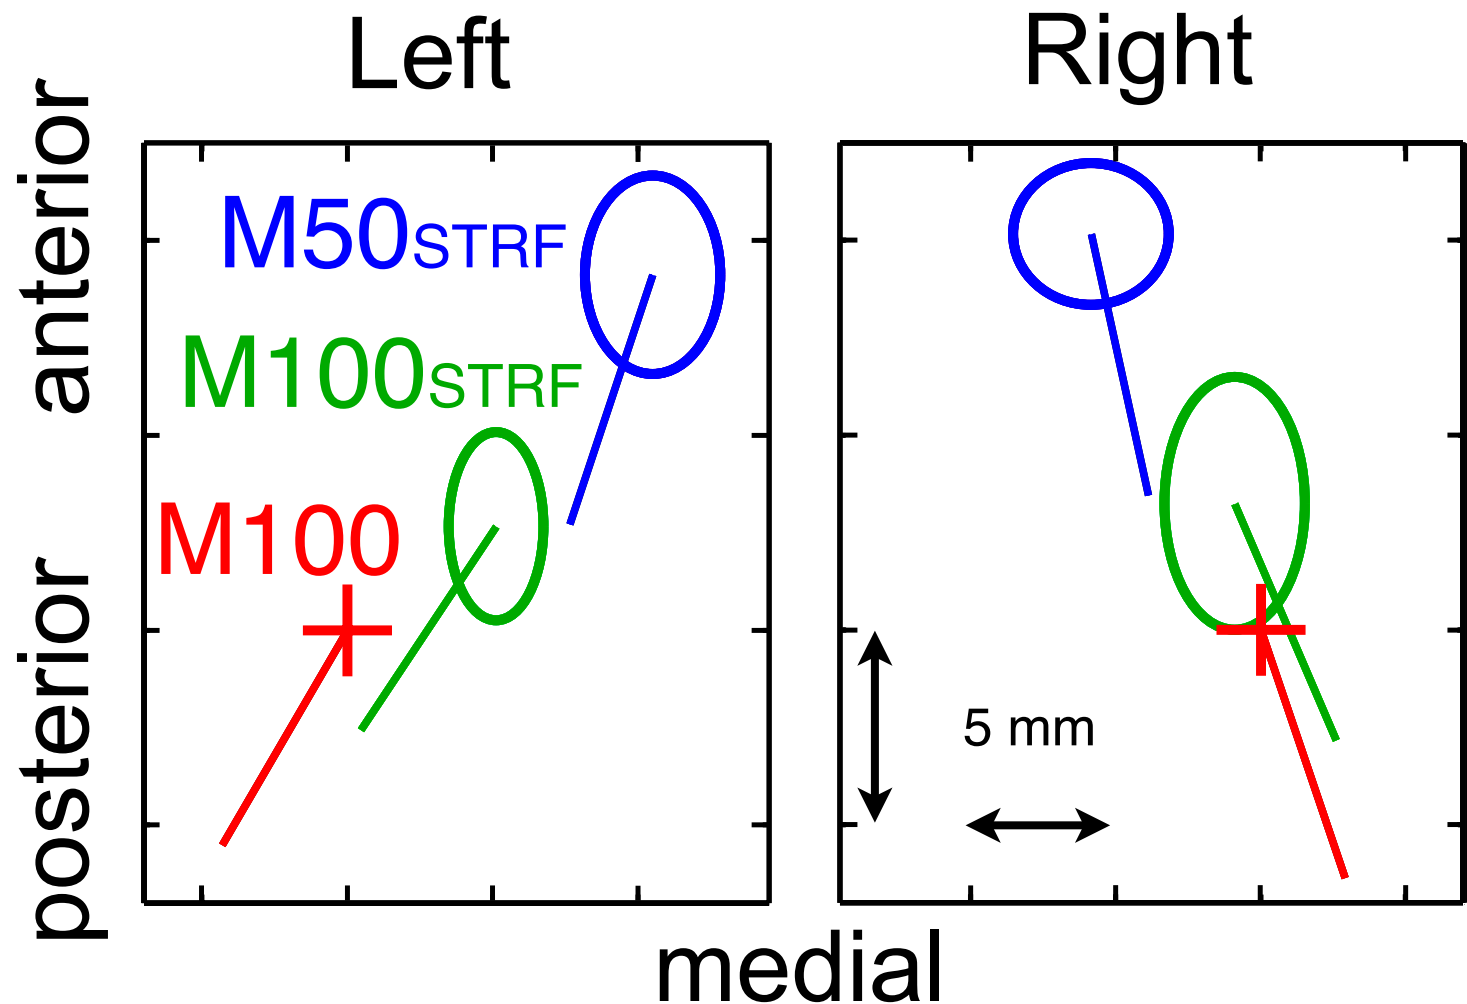 Left
Right
anterior
posterior
M50STRF
M100STRF
M100
5 mm
medial